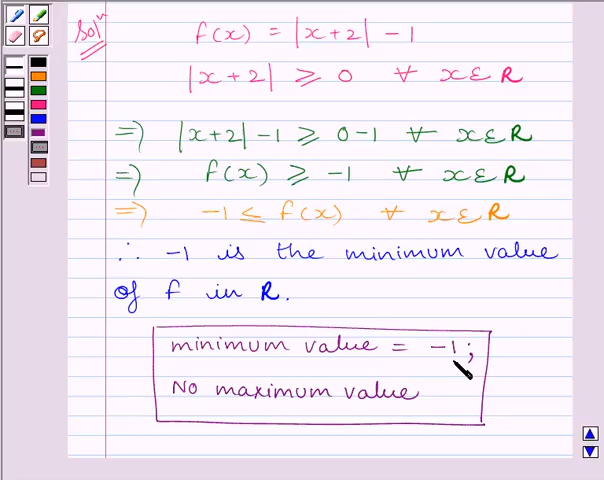 Solⁿ f(x) = |x+2| - 1
|x+2| ≥ 0 ∀ x ε R
⇒ |x+2| - 1 ≥ 0 - 1 ∀ x ε R
⇒ f(x) ≥ -1 ∀ x ε R
⇒ -1 ≤ f(x) ∀ x ε R
∴ -1 is the minimum value
of f in R.
minimum value = -1;
No maximum value